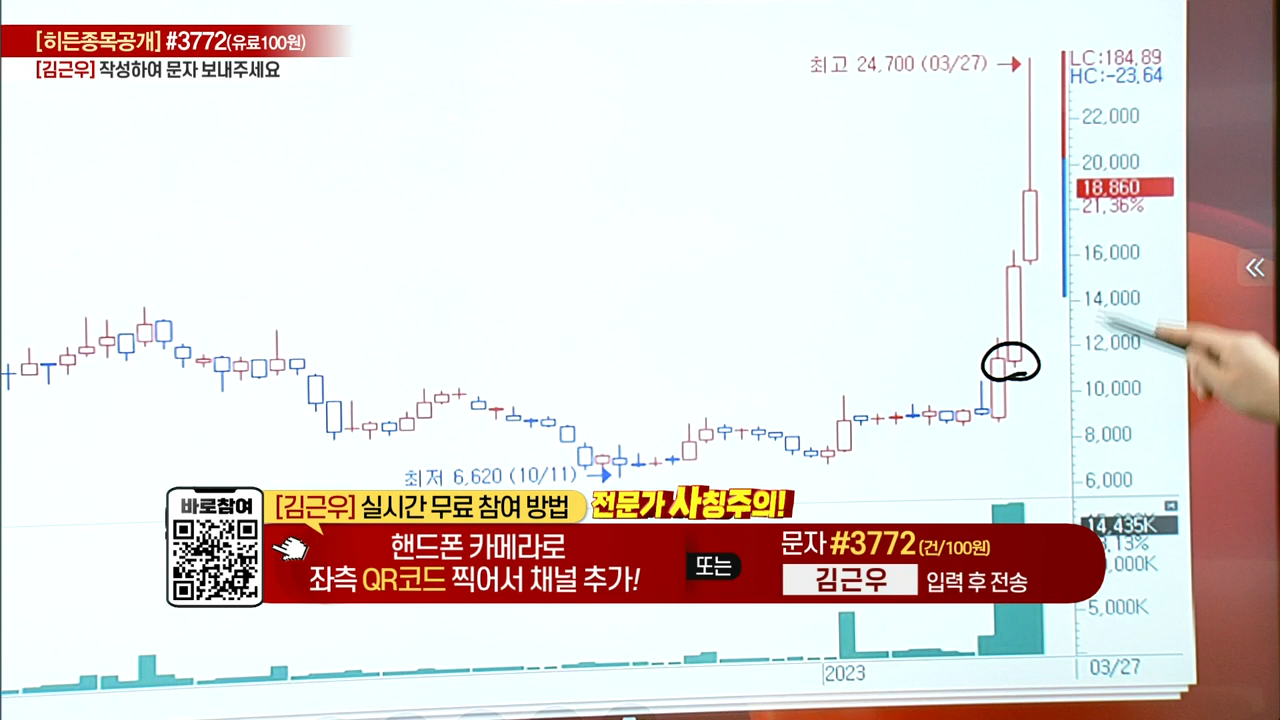 [히든종목공개] #3772(유료100원)
[김근우] 작성하여 문자 보내주세요
최고 24,700 (03/27)
LC:184.89
HC:-23.64
22,000
20,000
18,860
21.36%
16,000
14,000
12,000
10,000
8,000
최저 6,620 (10/11)
6,000
바로참여
[김근우] 실시간 무료 참여 방법
전문가 사칭주의!
14,435K
핸드폰 카메라로
좌측 QR코드 찍어서 채널 추가!
또는
문자 #3772 (건/100원)
김근우 입력 후 전송
5,000K
2023
03/27